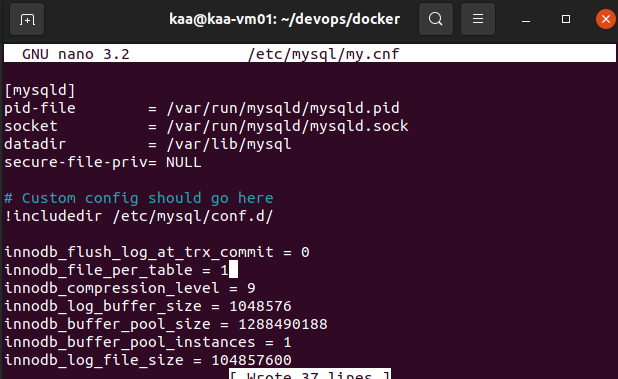 kaa@kaa-vm01: ~/devops/docker
GNU nano 3.2 /etc/mysql/my.cnf
[mysqld]
pid-file        = /var/run/mysqld/mysqld.pid
socket          = /var/run/mysqld/mysqld.sock
datadir         = /var/lib/mysql
secure-file-priv= NULL
# Custom config should go here
!includedir /etc/mysql/conf.d/
innodb_flush_log_at_trx_commit = 0
innodb_file_per_table = 1
innodb_compression_level = 9
innodb_log_buffer_size = 1048576
innodb_buffer_pool_size = 1288490188
innodb_buffer_pool_instances = 1
innodb_log_file_size = 104857600
[ Wrote 37 lines ]